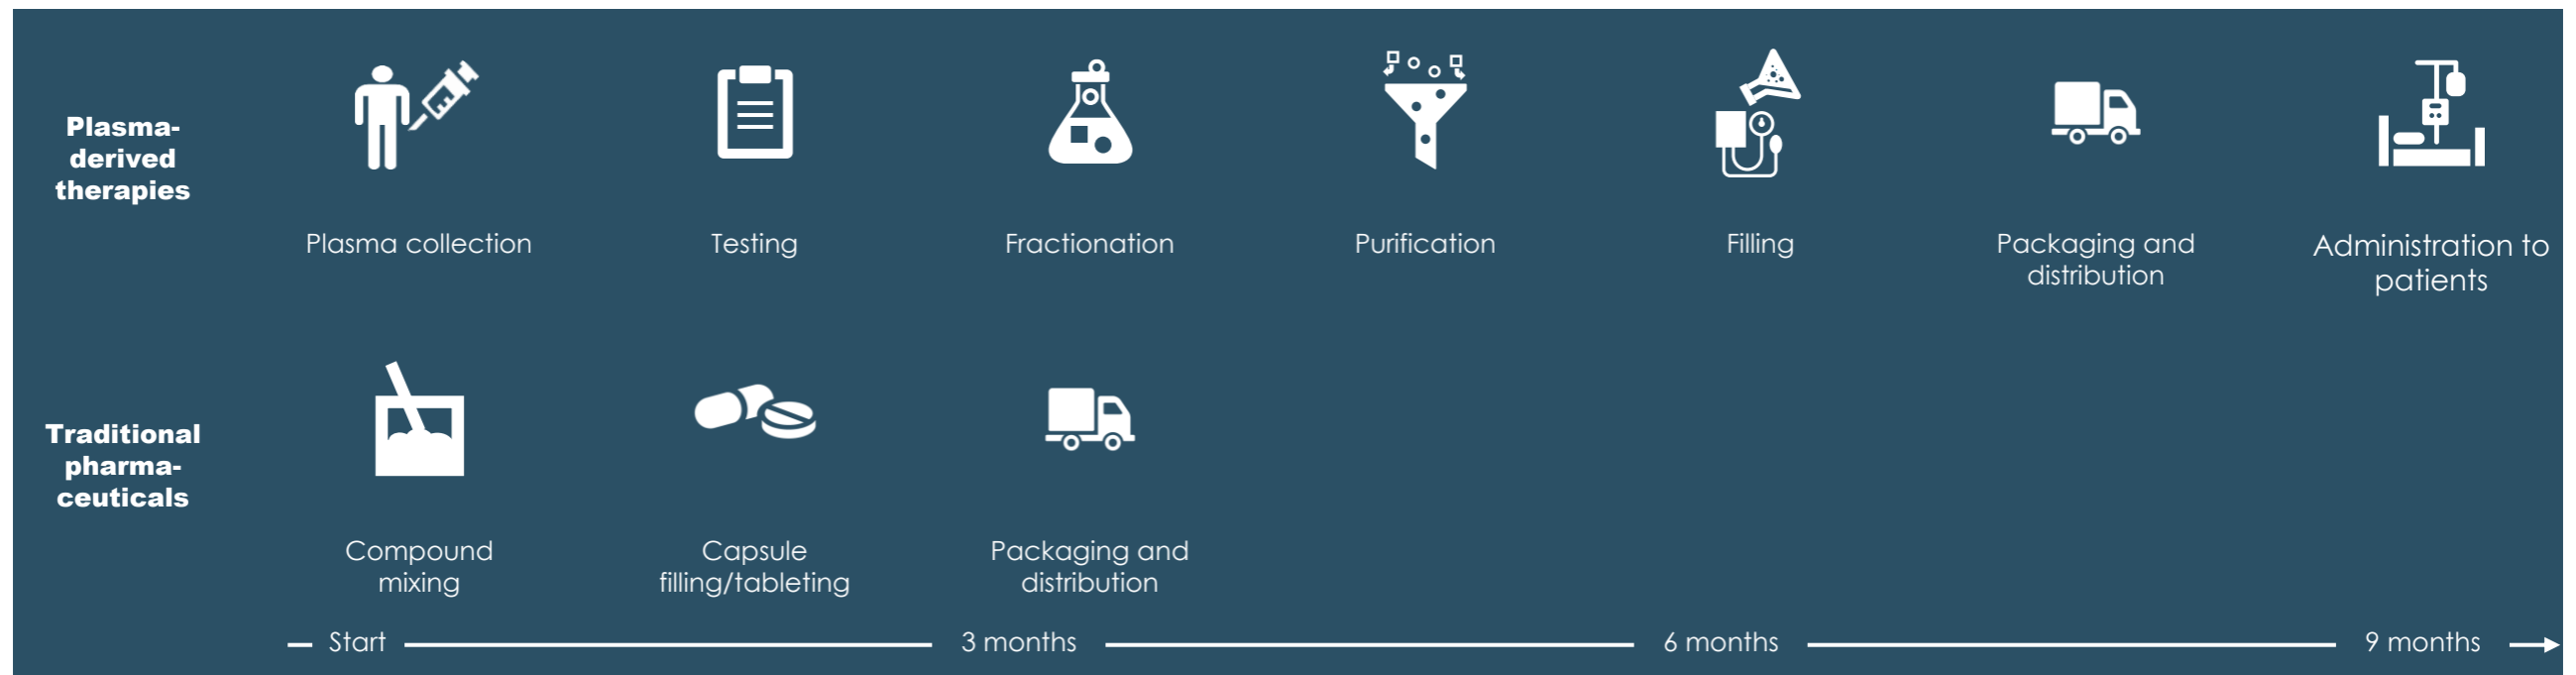 Plasma-
derived
therapies
Plasma collection
Testing
Fractionation
Purification
Filling
Packaging and
distribution
Administration to
patients
Traditional
pharma-
ceuticals
Compound
mixing
Capsule
filling/tableting
Packaging and
distribution
Start
3 months
6 months
9 months